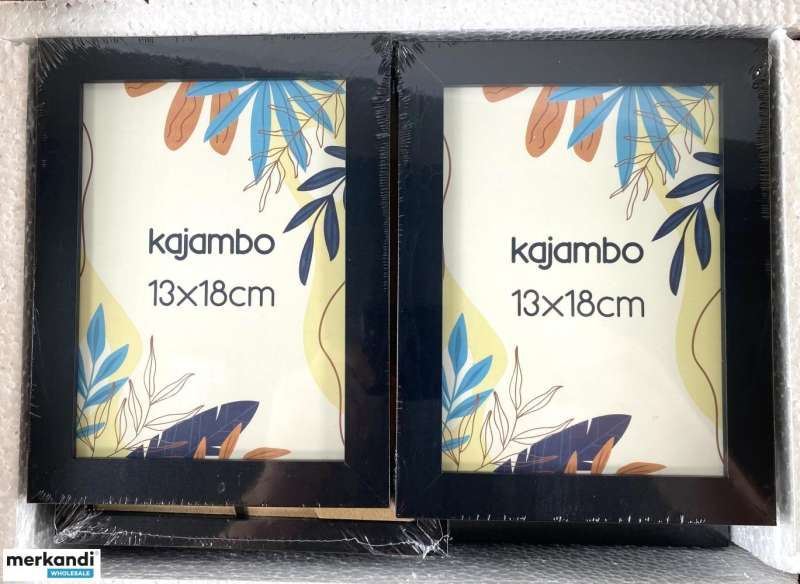 kajambo
13x18cm
kajambo
13x18cm
merkandi
WHOLESALE